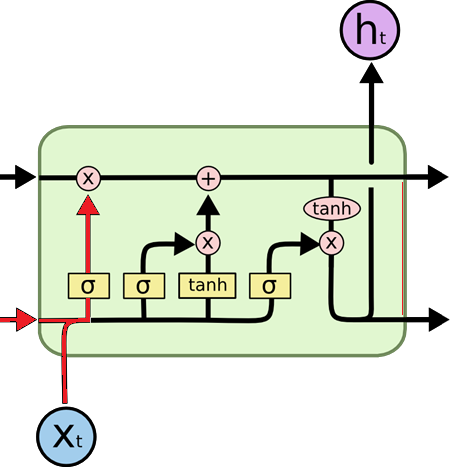 ht
x +
tanh
x x
σ σ tanh σ
xt